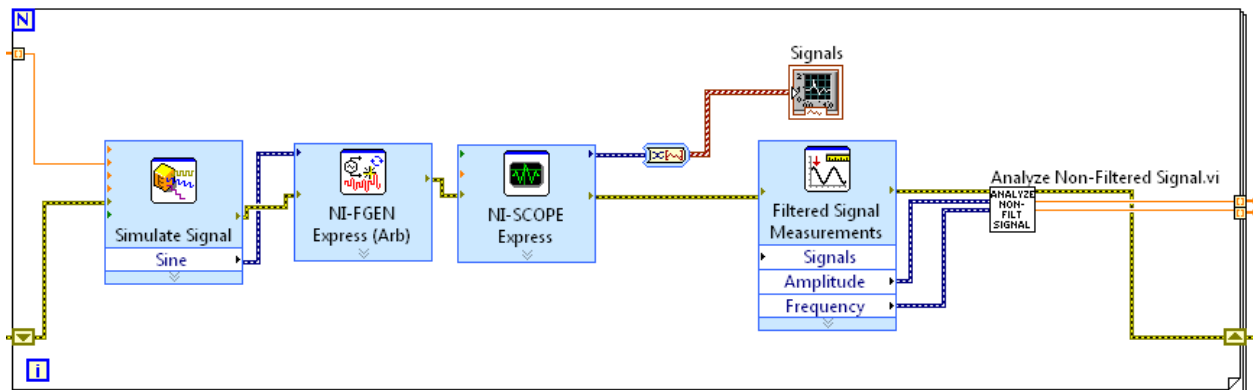 N
Signals
Simulate Signal
Sine
NI-FGEN
Express (Arb)
NI-SCOPE
Express
Filtered Signal
Measurements
Signals
Amplitude
Frequency
Analyze Non-Filtered Signal.vi
ANALYZE
NON-
FILT
SIGNAL
i